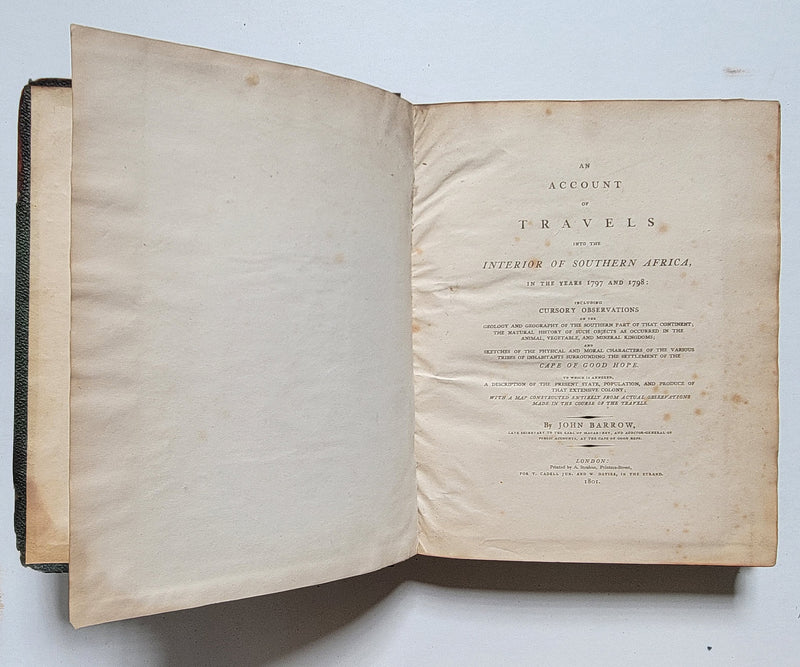 AN
ACCOUNT
OF
TRAVELS
INTO THE
INTERIOR OF SOUTHERN AFRICA,
IN THE YEARS 1797 AND 1798:
INCLUDING
CURSORY OBSERVATIONS
ON THE
GEOLOGY AND GEOGRAPHY OF THE SOUTHERN PART OF THAT CONTINENT;
THE NATURAL HISTORY OF SUCH OBJECTS AS OCCURRED IN THE
ANIMAL, VEGETABLE, AND MINERAL KINGDOMS;
AND
SKETCHES OF THE PHYSICAL AND MORAL CHARACTERS OF THE VARIOUS
TRIBES OF INHABITANTS SURROUNDING THE SETTLEMENT OF THE
CAPE OF GOOD HOPE.
TO WHICH IS ANNEXED,
A DESCRIPTION OF THE PRESENT STATE, POPULATION, AND PRODUCE OF
THAT EXTENSIVE COLONY;
WITH A MAP CONSTRUCTED ENTIRELY FROM ACTUAL OBSERVATIONS
MADE IN THE COURSE OF THE TRAVELS.
By JOHN BARROW,
LATE SECRETARY TO THE EARL OF MACARTNEY, AND AUDITOR-GENERAL OF
PUBLIC ACCOUNTS, AT THE CAPE OF GOOD HOPE.
LONDON:
Printed by A. Strahan, Printers-Street,
FOR T. CADELL JUN. AND W. DAVIES, IN THE STRAND.
1801.